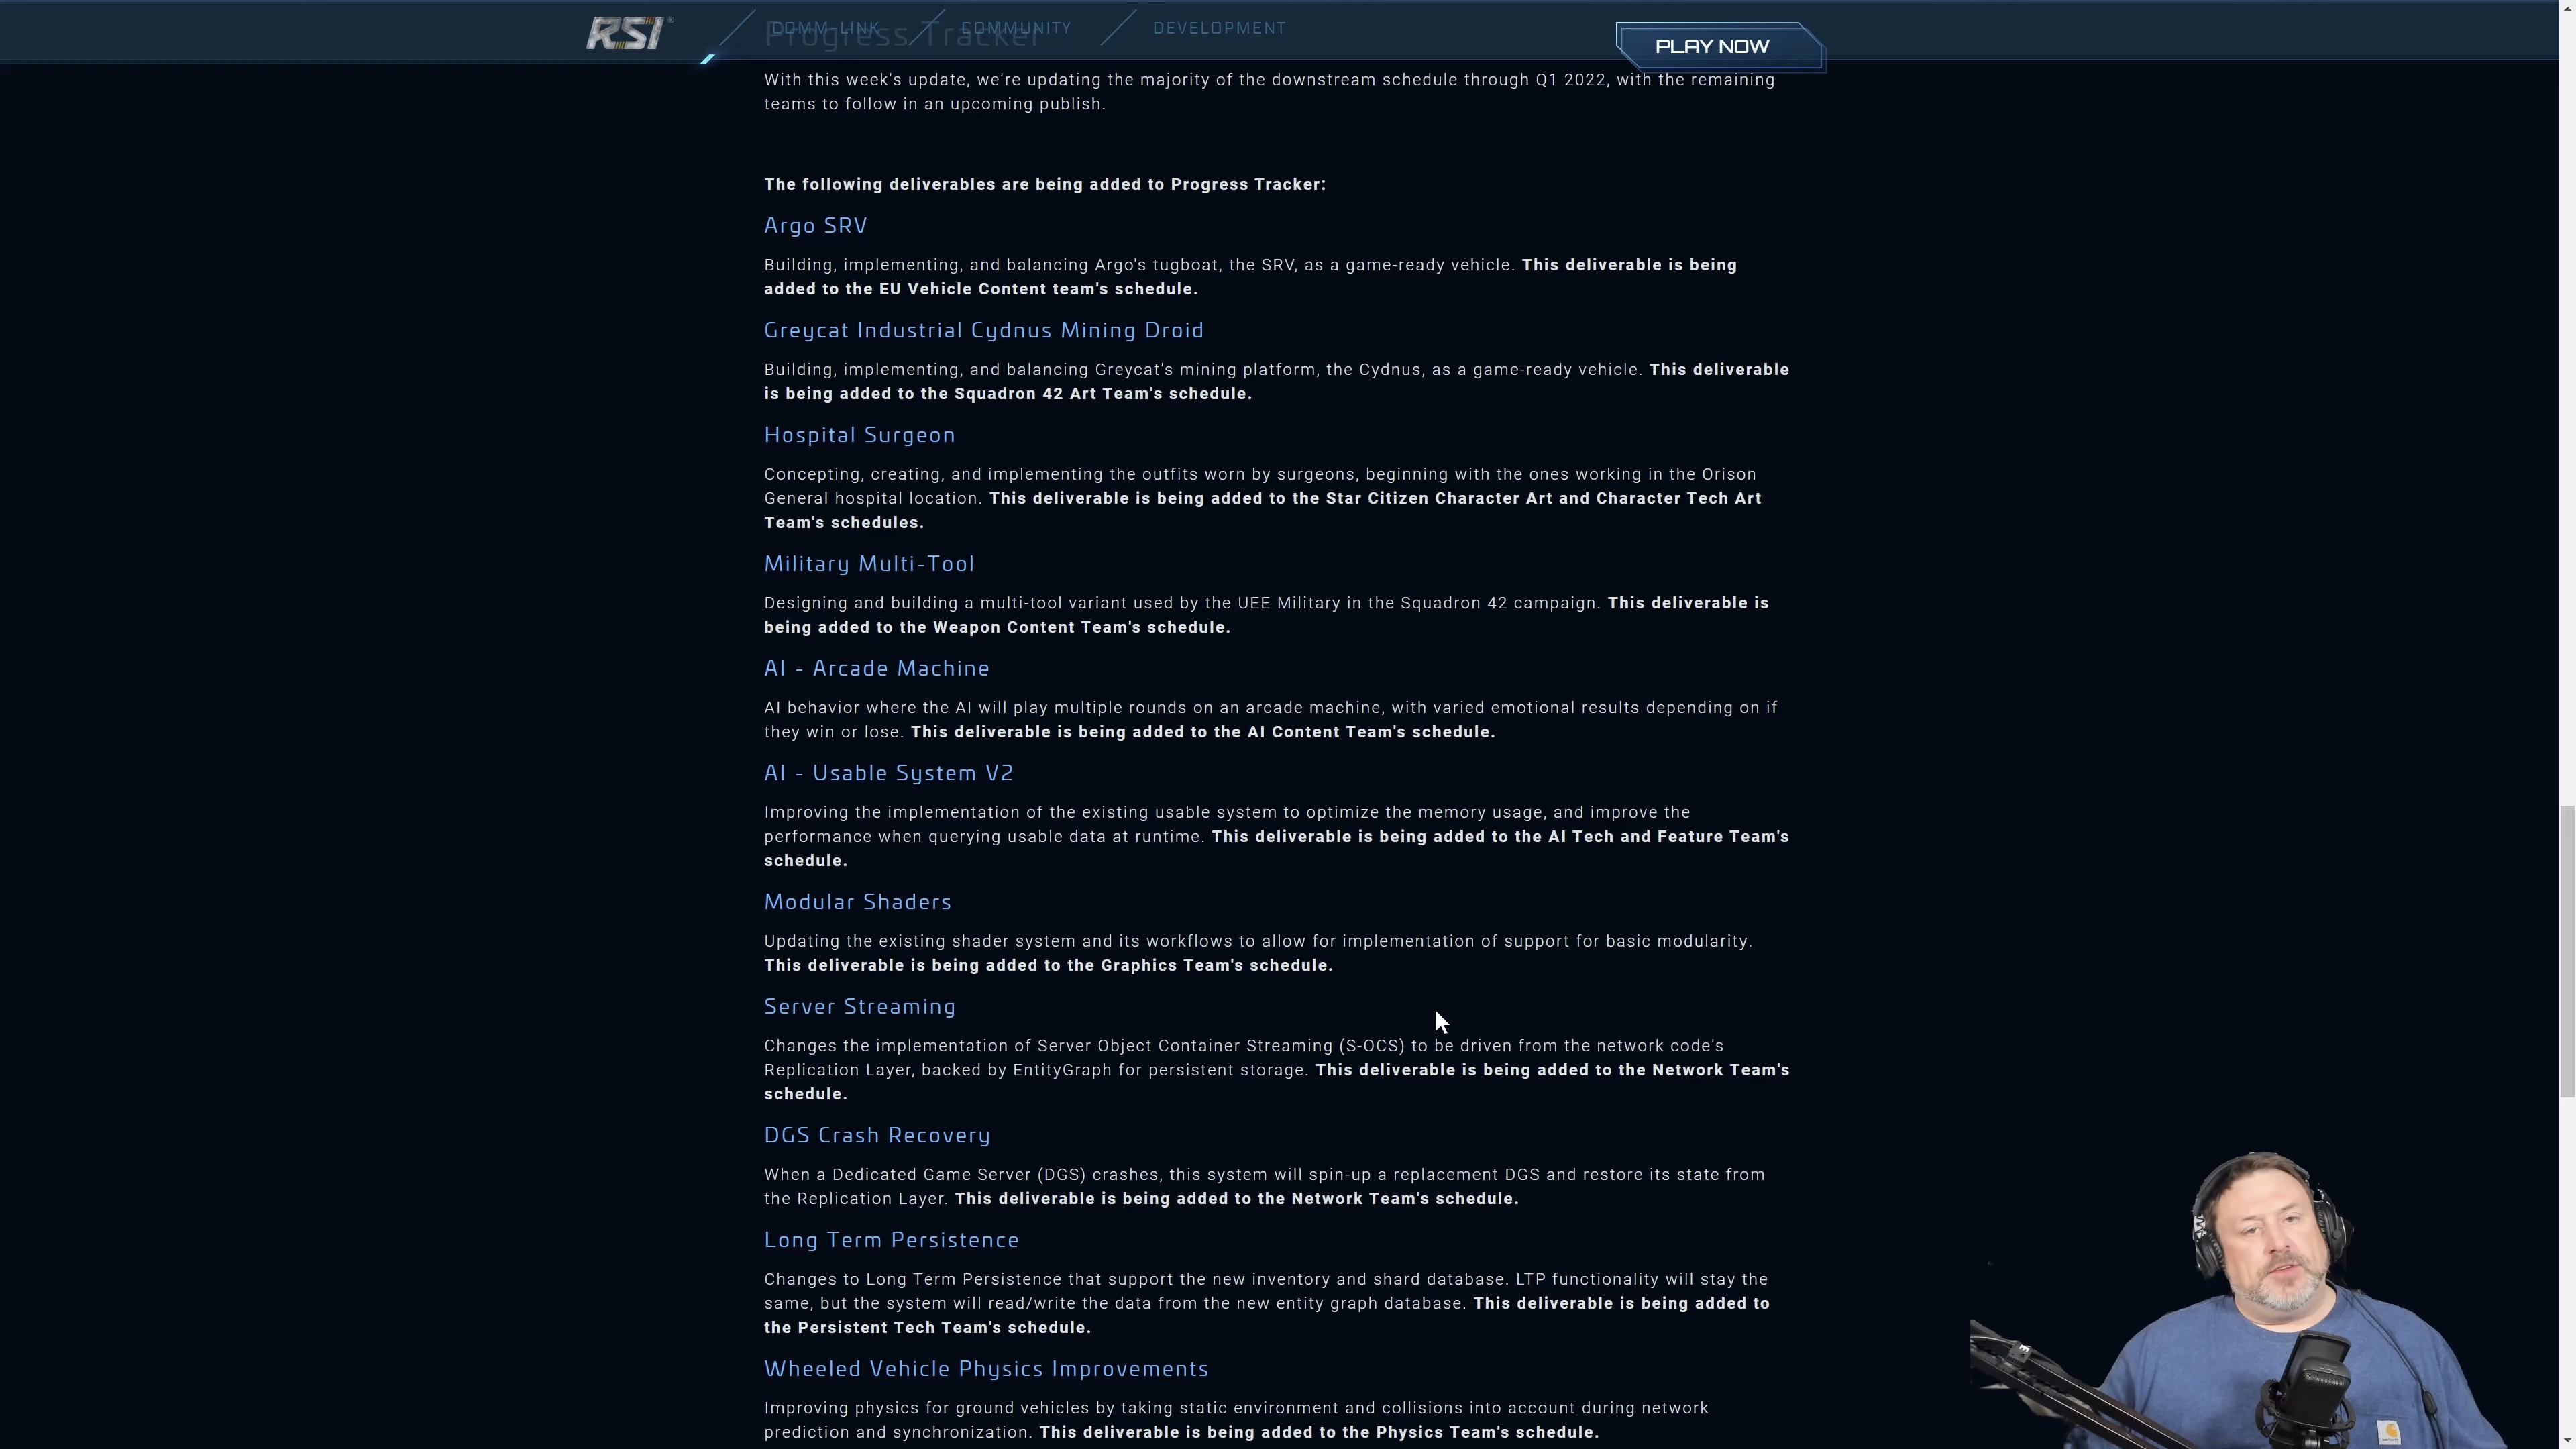 RSI
COMM-LINK
COMMUNITY
DEVELOPMENT
PLAY NOW
Progress Tracker
With this week's update, we're updating the majority of the downstream schedule through Q1 2022, with the remaining
teams to follow in an upcoming publish.
The following deliverables are being added to Progress Tracker:
Argo SRV
Building, implementing, and balancing Argo's tugboat, the SRV, as a game-ready vehicle. This deliverable is being
added to the EU Vehicle Content team's schedule.
Greycat Industrial Cydnus Mining Droid
Building, implementing, and balancing Greycat's mining platform, the Cydnus, as a game-ready vehicle. This deliverable
is being added to the Squadron 42 Art Team's schedule.
Hospital Surgeon
Concepting, creating, and implementing the outfits worn by surgeons, beginning with the ones working in the Orison
General hospital location. This deliverable is being added to the Star Citizen Character Art and Character Tech Art
Team's schedules.
Military Multi-Tool
Designing and building a multi-tool variant used by the UEE Military in the Squadron 42 campaign. This deliverable is
being added to the Weapon Content Team's schedule.
AI - Arcade Machine
AI behavior where the AI will play multiple rounds on an arcade machine, with varied emotional results depending on if
they win or lose. This deliverable is being added to the AI Content Team's schedule.
AI - Usable System V2
Improving the implementation of the existing usable system to optimize the memory usage, and improve the
performance when querying usable data at runtime. This deliverable is being added to the AI Tech and Feature Team's
schedule.
Modular Shaders
Updating the existing shader system and its workflows to allow for implementation of support for basic modularity.
This deliverable is being added to the Graphics Team's schedule.
Server Streaming
Changes the implementation of Server Object Container Streaming (S-OCS) to be driven from the network code's
Replication Layer, backed by EntityGraph for persistent storage. This deliverable is being added to the Network Team's
schedule.
DGS Crash Recovery
When a Dedicated Game Server (DGS) crashes, this system will spin-up a replacement DGS and restore its state from
the Replication Layer. This deliverable is being added to the Network Team's schedule.
Long Term Persistence
Changes to Long Term Persistence that support the new inventory and shard database. LTP functionality will stay the
same, but the system will read/write the data from the new entity graph database. This deliverable is being added to
the Persistent Tech Team's schedule.
Wheeled Vehicle Physics Improvements
Improving physics for ground vehicles by taking static environment and collisions into account during network
prediction and synchronization. This deliverable is being added to the Physics Team's schedule.